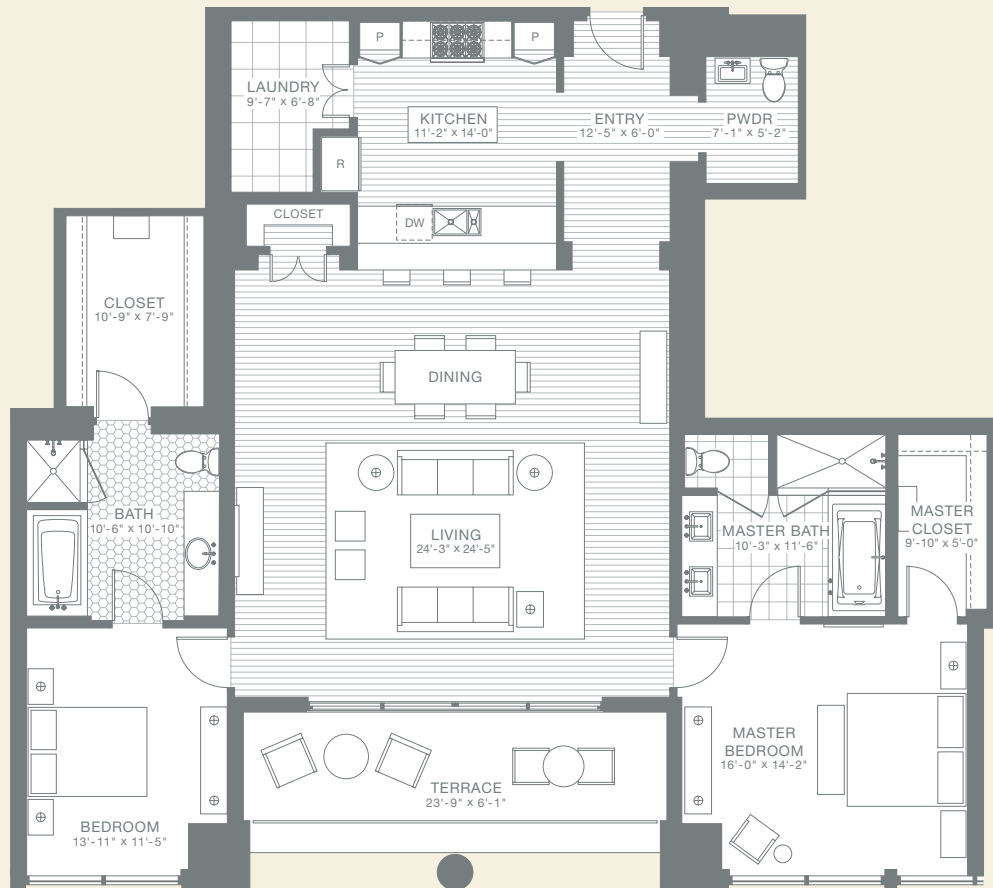 P
P
LAUNDRY
9'-7" x 6'-8"
KITCHEN
11'-2" x 14'-0"
ENTRY
12'-5" x 6'-0"
PWDR
7'-1" x 5'-2"
R
CLOSET
DW
CLOSET
10'-9" x 7'-9"
DINING
BATH
10'-6" x 10'-10"
LIVING
24'-3" x 24'-5"
MASTER BATH
10'-3" x 11'-6"
MASTER
CLOSET
9'-10" x 5'-0"
MASTER
BEDROOM
16'-0" x 14'-2"
TERRACE
23'-9" x 6'-1"
BEDROOM
13'-11" x 11'-5"